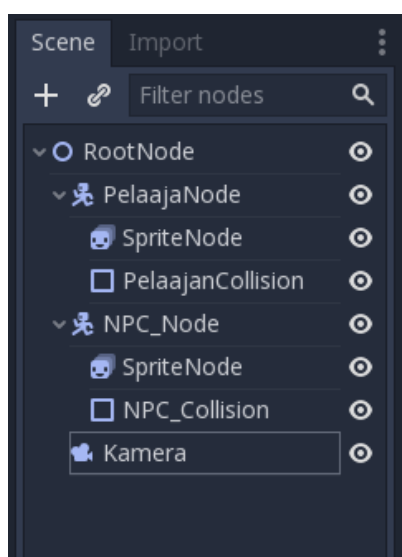 Scene Import
Filter nodes
RootNode
PelaajaNode
SpriteNode
PelaajanCollision
NPC_Node
SpriteNode
NPC_Collision
Kamera